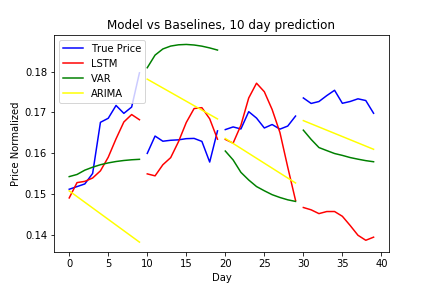 Model vs Baselines, 10 day prediction
True Price
LSTM
VAR
ARIMA
Price Normalized
0.18
0.17
0.16
0.15
0.14
0 5 10 15 20 25 30 35 40
Day